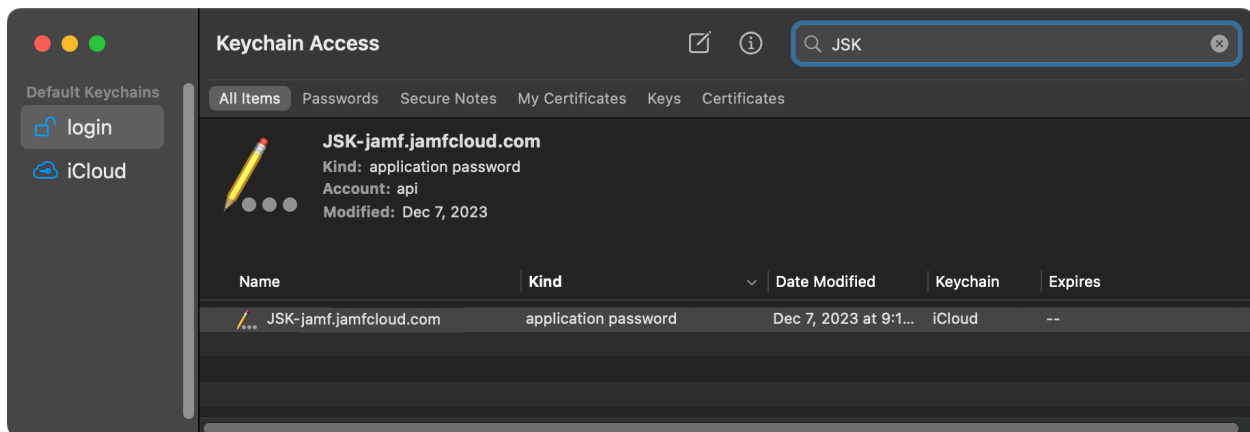 Keychain Access
JSK
Default Keychains
login
iCloud
All Items Passwords Secure Notes My Certificates Keys Certificates
JSK-jamf.jamfcloud.com
Kind: application password
Account: api
Modified: Dec 7, 2023
Name Kind Date Modified Keychain Expires
JSK-jamf.jamfcloud.com application password Dec 7, 2023 at 9:1... iCloud --